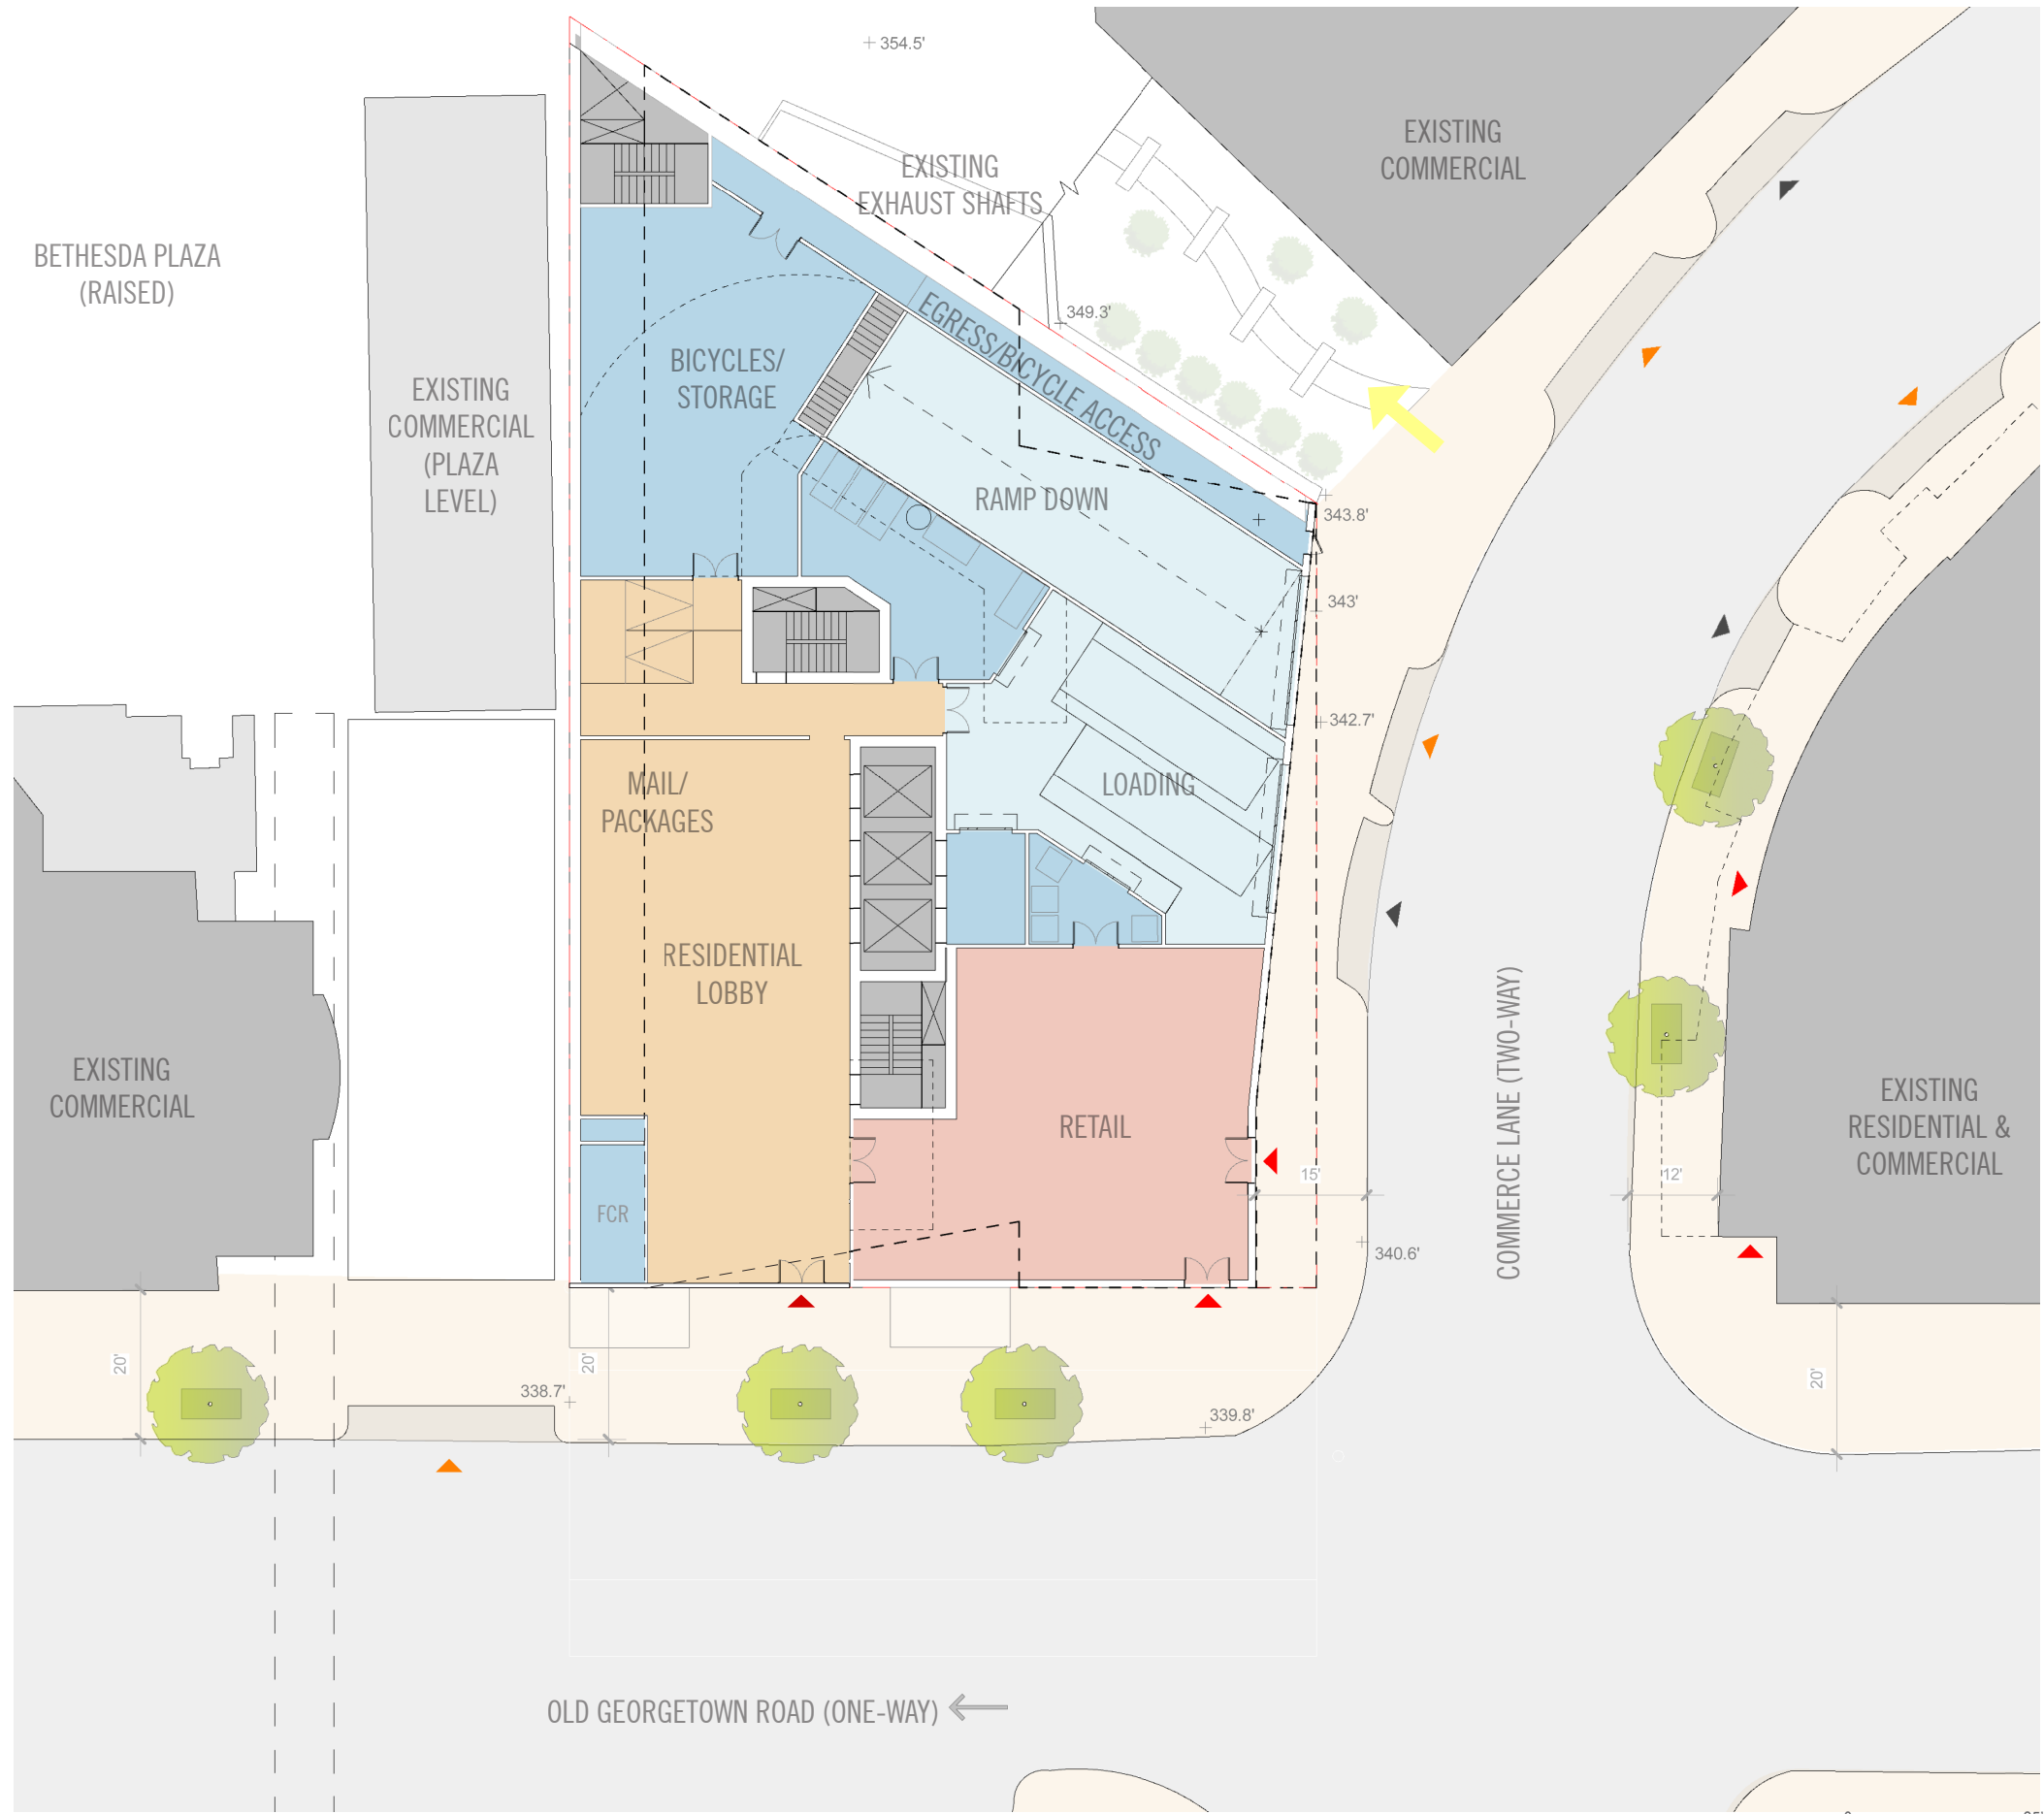 354.5'
EXISTING
COMMERCIAL
EXISTING
EXHAUST SHAFTS
BETHESDA PLAZA
(RAISED)
349.3'
EGRESS/BICYCLE ACCESS
BICYCLES/
STORAGE
EXISTING
COMMERCIAL
(PLAZA
LEVEL)
RAMP DOWN
343.8'
343'
342.7'
MAIL/
PACKAGES
LOADING
RESIDENTIAL
LOBBY
COMMERCE LANE (TWO-WAY)
EXISTING
COMMERCIAL
RETAIL
EXISTING
RESIDENTIAL &
COMMERCIAL
15'
12'
FCR
340.6'
20'
20'
20'
338.7'
339.8'
OLD GEORGETOWN ROAD (ONE-WAY)